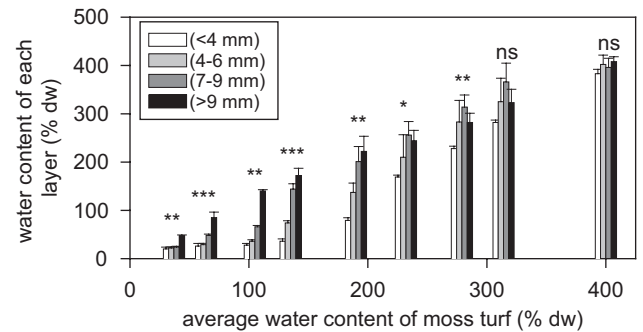 500
400
300
200
100
0
water content of each
layer (% dw)
(<4 mm)
(4-6 mm)
(7-9 mm)
(>9 mm)
**
***
**
***
**
*
**
ns
ns
0
100
200
300
400
average water content of moss turf (% dw)